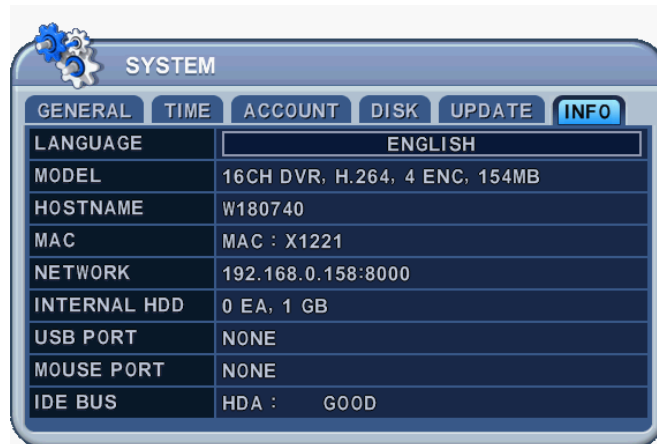 SYSTEM
GENERAL TIME ACCOUNT DISK UPDATE INFO
LANGUAGE ENGLISH
MODEL 16CH DVR, H.264, 4 ENC, 154MB
HOSTNAME W180740
MAC MAC : X1221
NETWORK 192.168.0.158:8000
INTERNAL HDD 0 EA, 1 GB
USB PORT NONE
MOUSE PORT NONE
IDE BUS HDA : GOOD